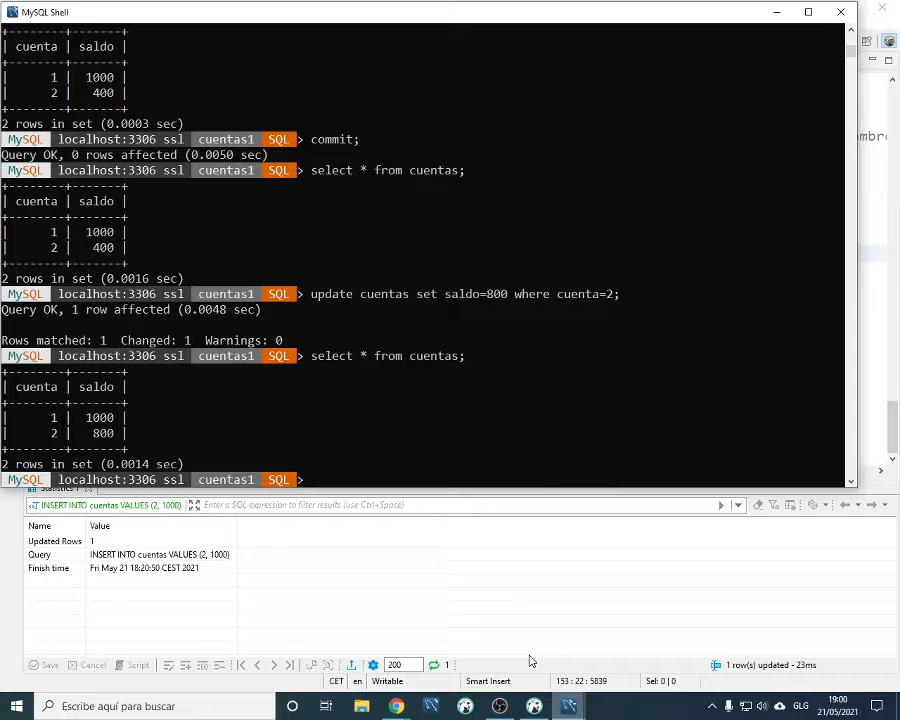 MySQL Shell
+--------+-------+
| cuenta | saldo |
+--------+-------+
|      1 |  1000 |
|      2 |   400 |
+--------+-------+
2 rows in set (0.0003 sec)
MySQL localhost:3306 ssl cuentas1 SQL > commit;
Query OK, 0 rows affected (0.0050 sec)
MySQL localhost:3306 ssl cuentas1 SQL > select * from cuentas;
+--------+-------+
| cuenta | saldo |
+--------+-------+
|      1 |  1000 |
|      2 |   400 |
+--------+-------+
2 rows in set (0.0016 sec)
MySQL localhost:3306 ssl cuentas1 SQL > update cuentas set saldo=800 where cuenta=2;
Query OK, 1 row affected (0.0048 sec)
Rows matched: 1  Changed: 1  Warnings: 0
MySQL localhost:3306 ssl cuentas1 SQL > select * from cuentas;
+--------+-------+
| cuenta | saldo |
+--------+-------+
|      1 |  1000 |
|      2 |   800 |
+--------+-------+
2 rows in set (0.0014 sec)
MySQL localhost:3306 ssl cuentas1 SQL >
ombre
Statistics 1
INSERT INTO cuentas VALUES (2, 1000) Enter a SQL expression to filter results (use Ctrl+Space)
Name Value
Updated Rows 1
Query INSERT INTO cuentas VALUES (2, 1000)
Finish time Fri May 21 18:20:50 CEST 2021
Save Cancel Script 200 1 1 row(s) updated - 23ms
CET en Writable Smart Insert 153 : 22 : 5839 Sel: 0 | 0
Escribe aquí para buscar GLG 19:00
21/05/2021